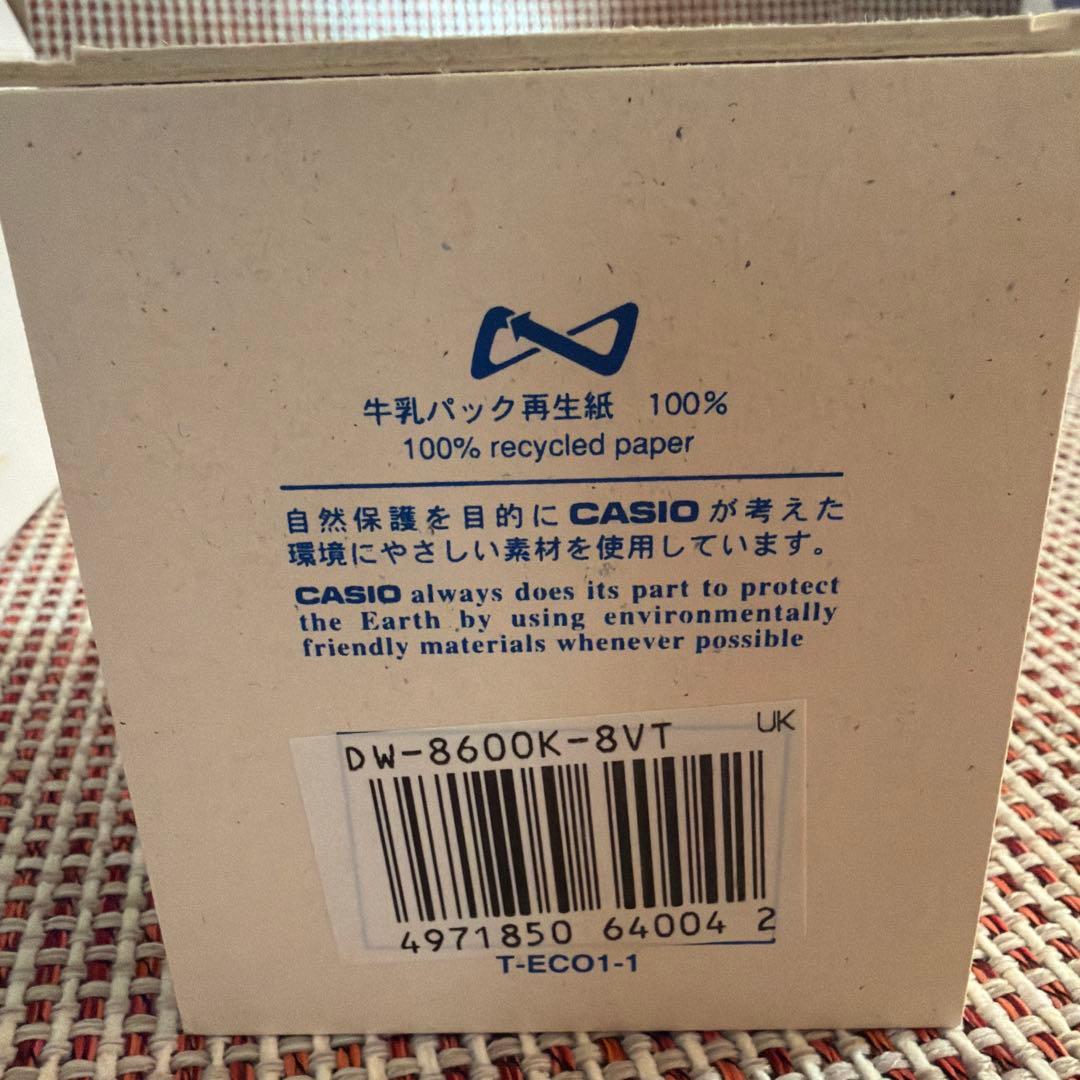 牛乳パック再生紙 100%
100% recycled paper
自然保護を目的にCASIOが考えた
環境にやさしい素材を使用しています。
CASIO always does its part to protect
the Earth by using environmentally
friendly materials whenever possible
UK
DW-8600K-8VT
4971850 64004 2
T-ECO1-1